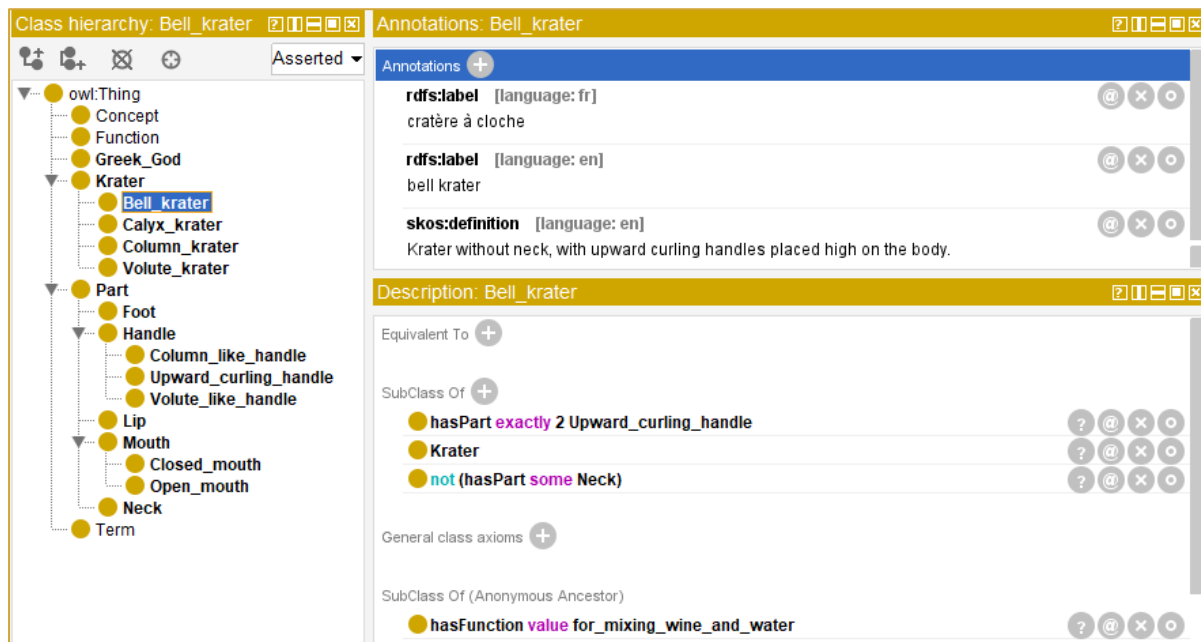 Class hierarchy: Bell_krater
Asserted
owl:Thing
Concept
Function
Greek_God
Krater
Bell_krater
Calyx_krater
Column_krater
Volute_krater
Part
Foot
Handle
Column_like_handle
Upward_curling_handle
Volute_like_handle
Lip
Mouth
Closed_mouth
Open_mouth
Neck
Term
Annotations: Bell_krater
Annotations
rdfs:label [language: fr]
cratère à cloche
rdfs:label [language: en]
bell krater
skos:definition [language: en]
Krater without neck, with upward curling handles placed high on the body.
Description: Bell_krater
Equivalent To
SubClass Of
hasPart exactly 2 Upward_curling_handle
Krater
not (hasPart some Neck)
General class axioms
SubClass Of (Anonymous Ancestor)
hasFunction value for_mixing_wine_and_water